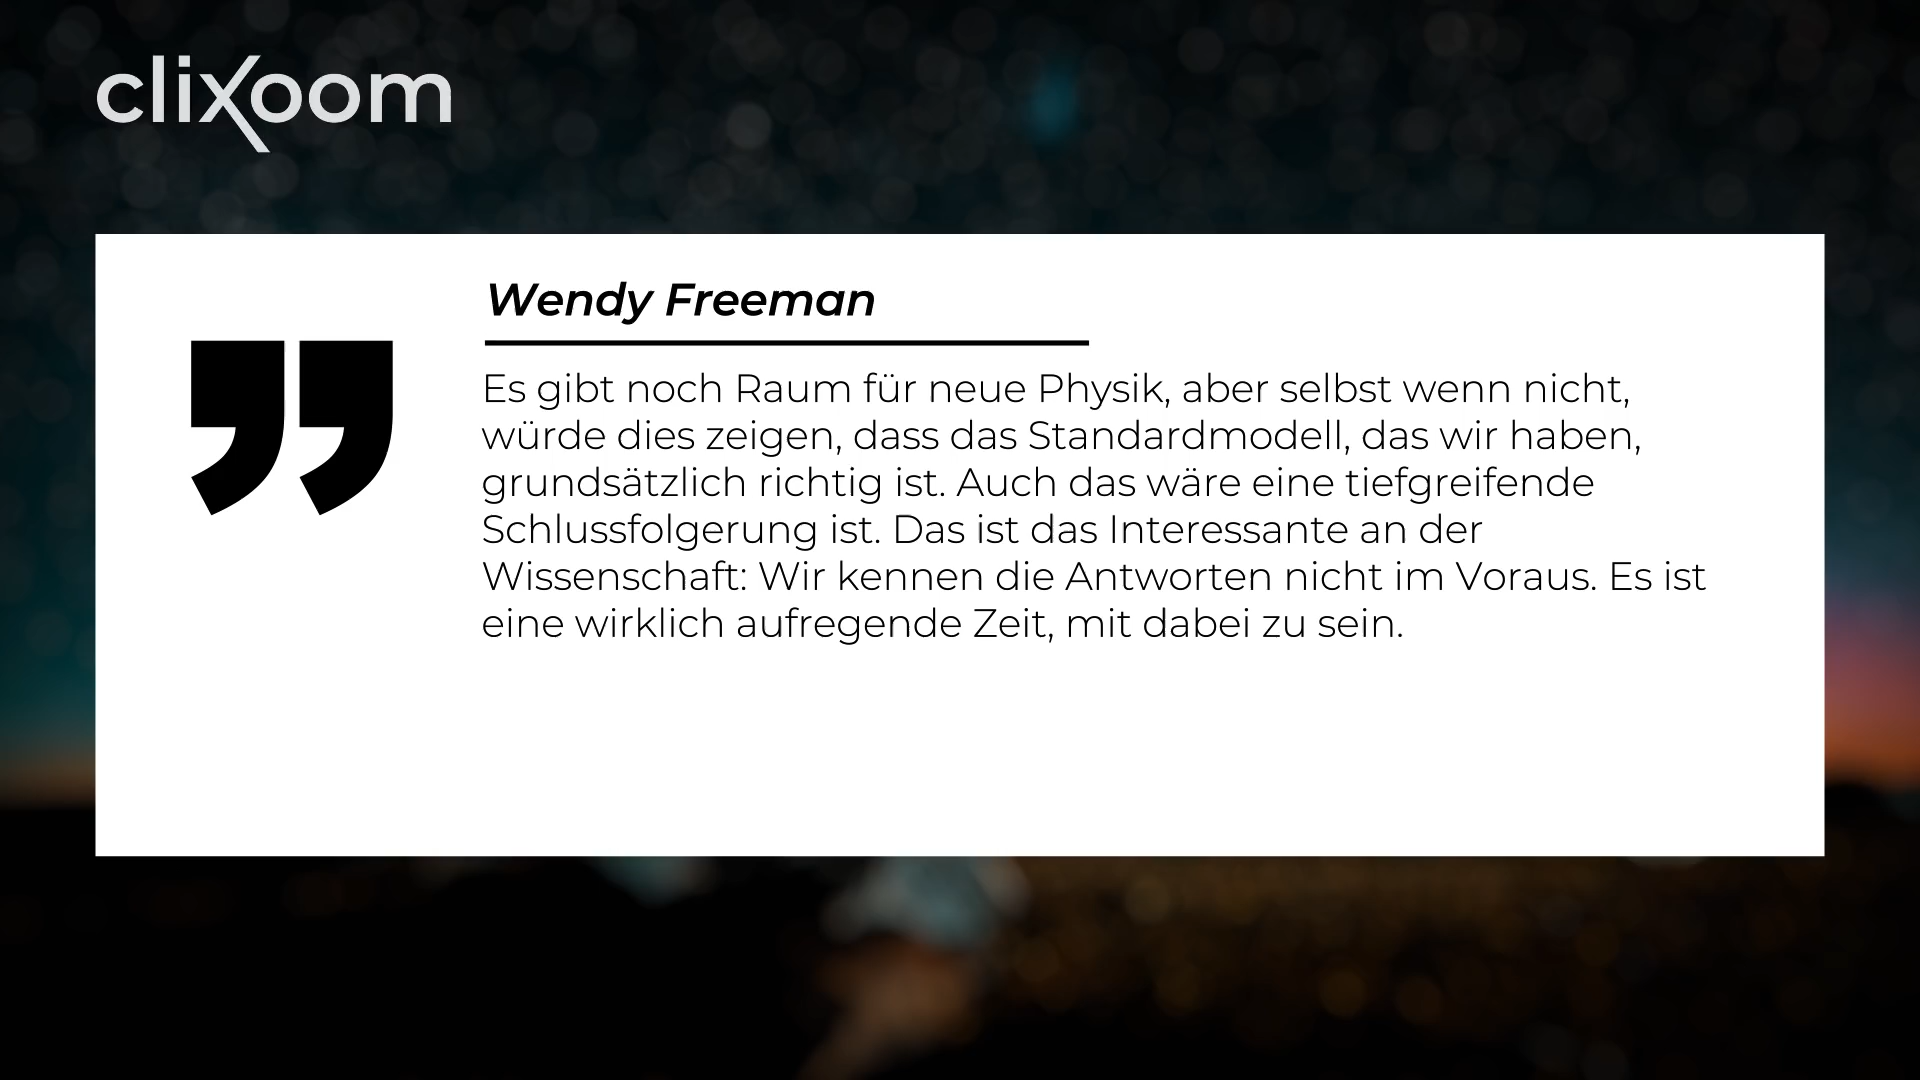 clixoom
Wendy Freeman
Es gibt noch Raum für neue Physik, aber selbst wenn nicht,
würde dies zeigen, dass das Standardmodell, das wir haben,
grundsätzlich richtig ist. Auch das wäre eine tiefgreifende
Schlussfolgerung ist. Das ist das Interessante an der
Wissenschaft: Wir kennen die Antworten nicht im Voraus. Es ist
eine wirklich aufregende Zeit, mit dabei zu sein.